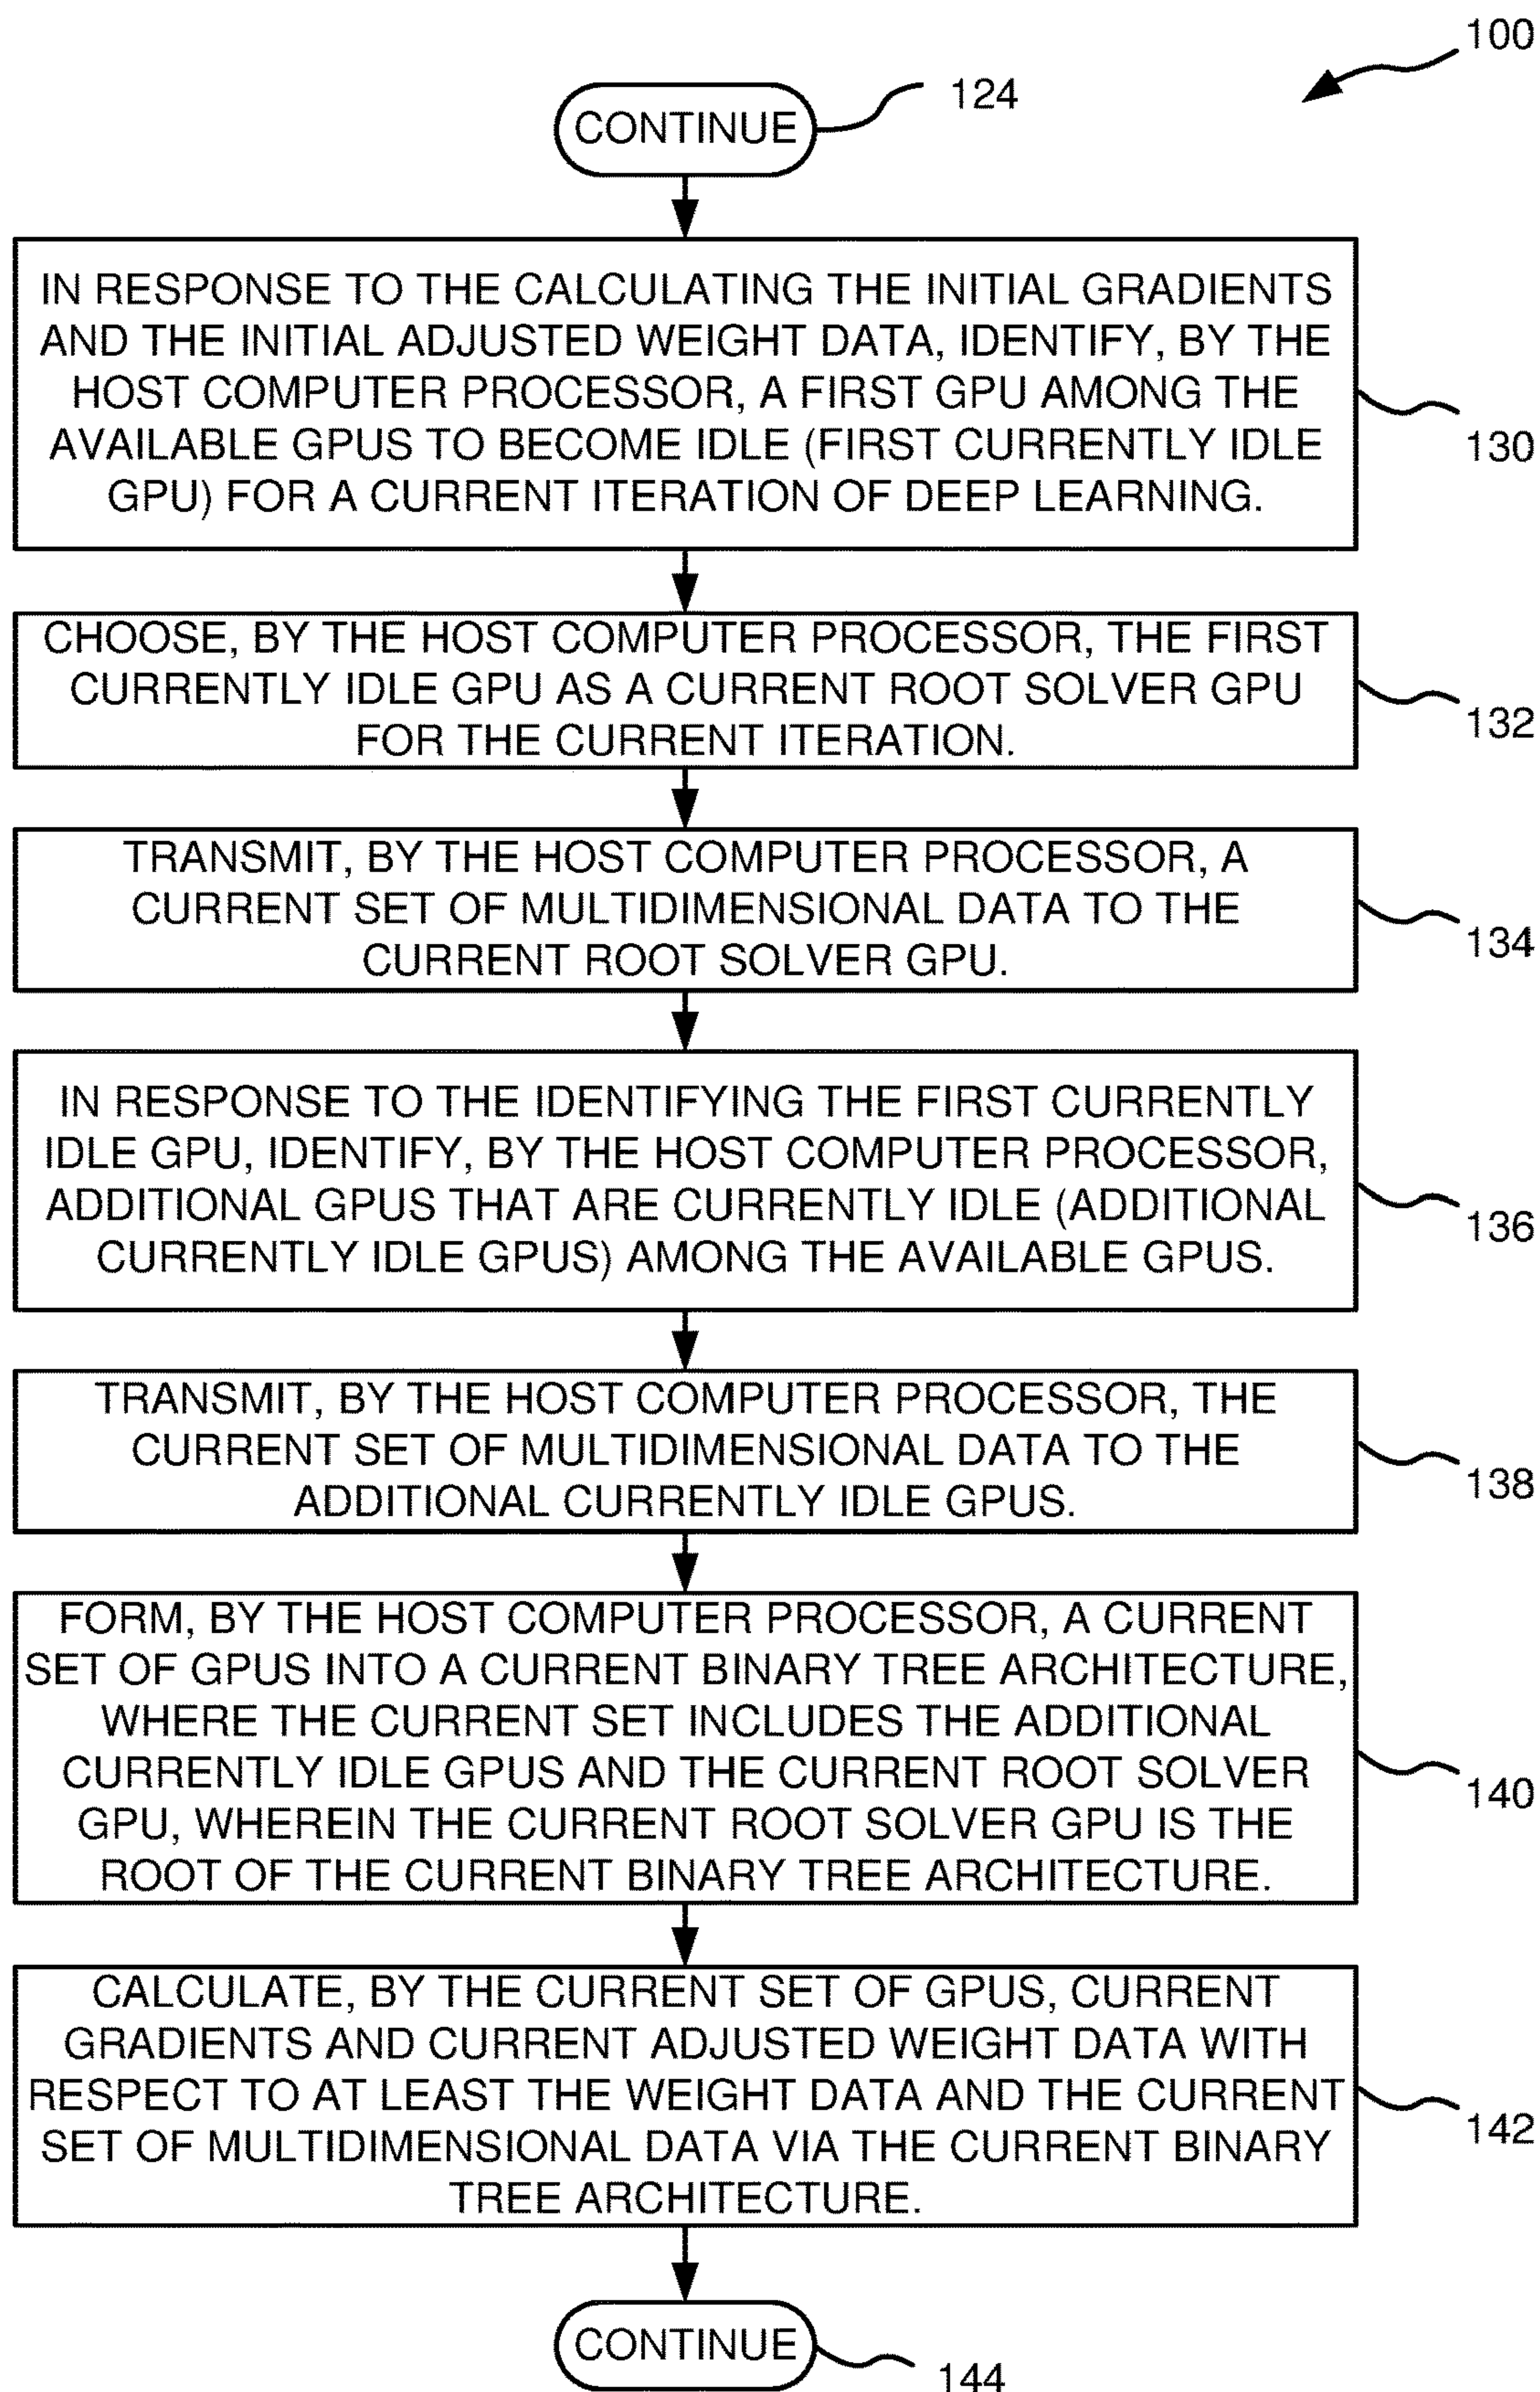 100
CONTINUE
124
IN RESPONSE TO THE CALCULATING THE INITIAL GRADIENTS
AND THE INITIAL ADJUSTED WEIGHT DATA, IDENTIFY, BY THE
HOST COMPUTER PROCESSOR, A FIRST GPU AMONG THE
AVAILABLE GPUS TO BECOME IDLE (FIRST CURRENTLY IDLE
GPU) FOR A CURRENT ITERATION OF DEEP LEARNING.
130
CHOOSE, BY THE HOST COMPUTER PROCESSOR, THE FIRST
CURRENTLY IDLE GPU AS A CURRENT ROOT SOLVER GPU
FOR THE CURRENT ITERATION.
132
TRANSMIT, BY THE HOST COMPUTER PROCESSOR, A
CURRENT SET OF MULTIDIMENSIONAL DATA TO THE
CURRENT ROOT SOLVER GPU.
134
IN RESPONSE TO THE IDENTIFYING THE FIRST CURRENTLY
IDLE GPU, IDENTIFY, BY THE HOST COMPUTER PROCESSOR,
ADDITIONAL GPUS THAT ARE CURRENTLY IDLE (ADDITIONAL
CURRENTLY IDLE GPUS) AMONG THE AVAILABLE GPUS.
136
TRANSMIT, BY THE HOST COMPUTER PROCESSOR, THE
CURRENT SET OF MULTIDIMENSIONAL DATA TO THE
ADDITIONAL CURRENTLY IDLE GPUS.
138
FORM, BY THE HOST COMPUTER PROCESSOR, A CURRENT
SET OF GPUS INTO A CURRENT BINARY TREE ARCHITECTURE,
WHERE THE CURRENT SET INCLUDES THE ADDITIONAL
CURRENTLY IDLE GPUS AND THE CURRENT ROOT SOLVER
GPU, WHEREIN THE CURRENT ROOT SOLVER GPU IS THE
ROOT OF THE CURRENT BINARY TREE ARCHITECTURE.
140
CALCULATE, BY THE CURRENT SET OF GPUS, CURRENT
GRADIENTS AND CURRENT ADJUSTED WEIGHT DATA WITH
RESPECT TO AT LEAST THE WEIGHT DATA AND THE CURRENT
SET OF MULTIDIMENSIONAL DATA VIA THE CURRENT BINARY
TREE ARCHITECTURE.
142
CONTINUE
144